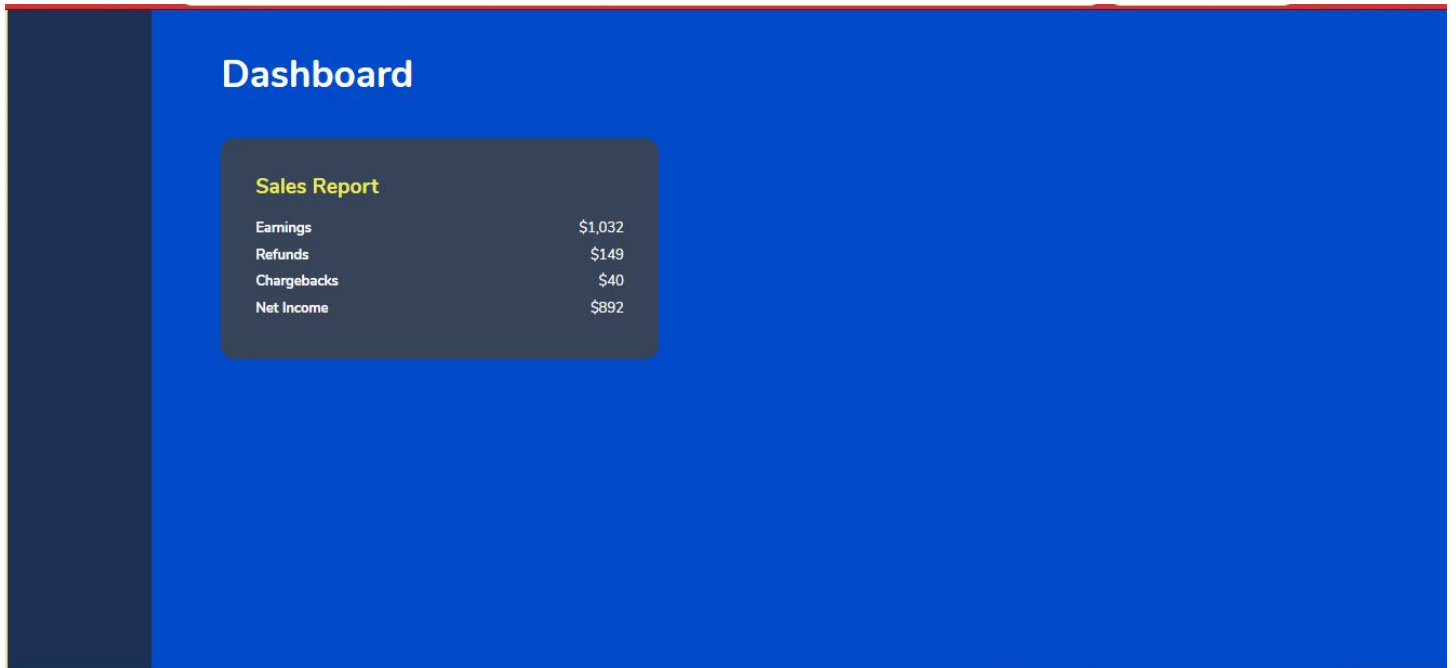 Dashboard
Sales Report
Earnings $1,032
Refunds $149
Chargebacks $40
Net Income $892